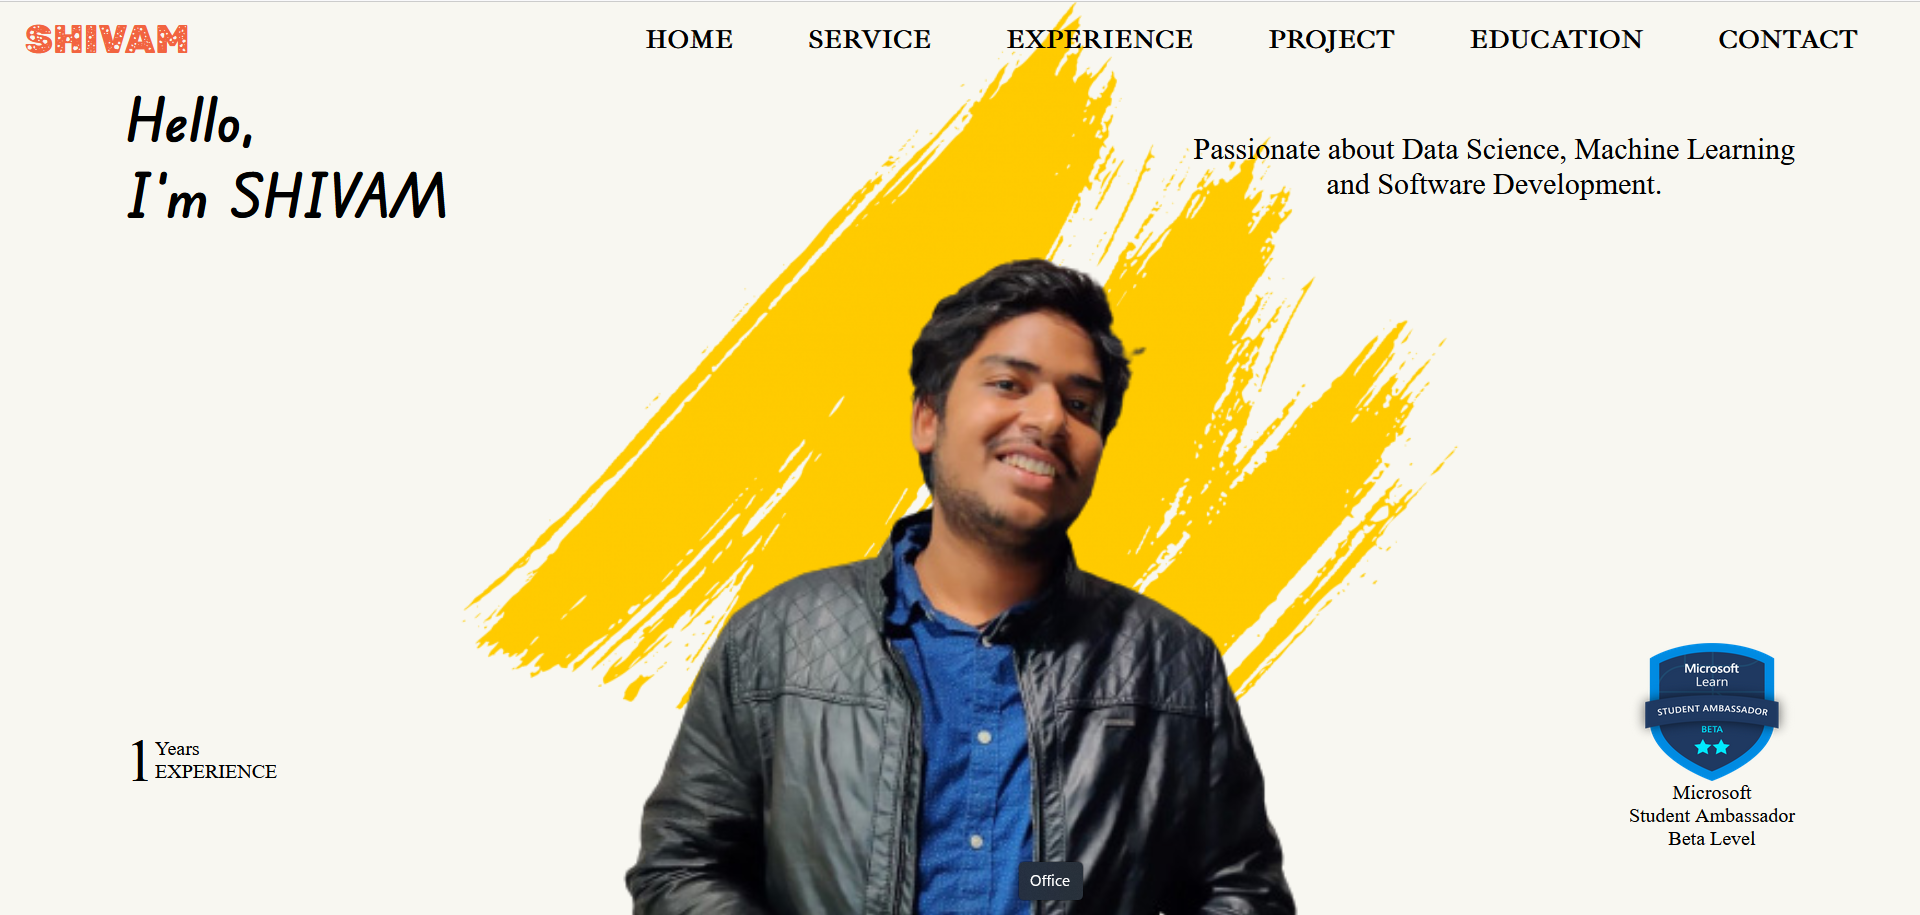 SHIVAM
HOME SERVICE EXPERIENCE PROJECT EDUCATION CONTACT
Hello,
I'm SHIVAM
Passionate about Data Science, Machine Learning
and Software Development.
1 Years
EXPERIENCE
Microsoft
Learn
STUDENT AMBASSADOR
BETA
Microsoft
Student Ambassador
Beta Level
Office